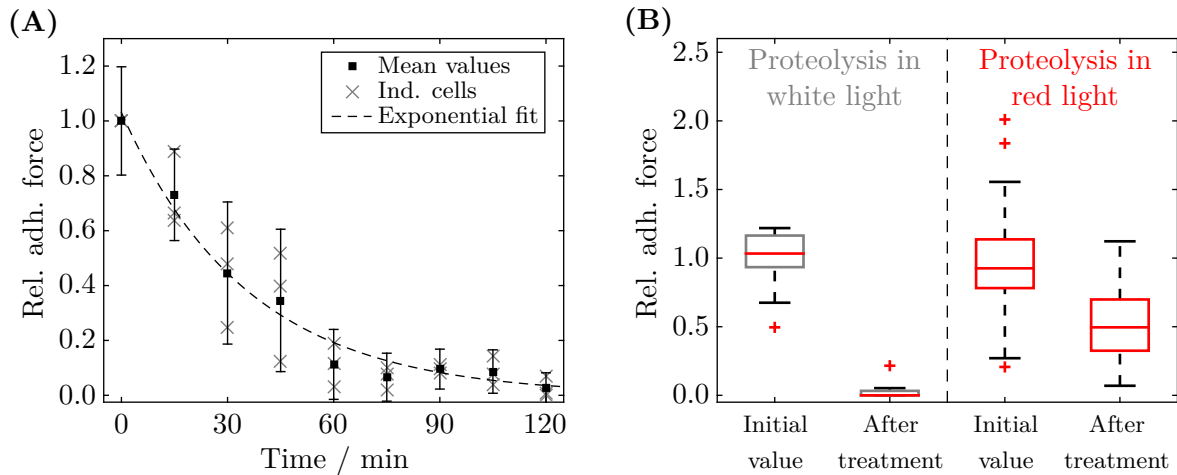 (A)
Rel. adh. force
1.2
1.0
0.8
0.6
0.4
0.2
0.0
Mean values
Ind. cells
Exponential fit
0 30 60 90 120
Time / min
(B)
Rel. adh. force
2.5
2.0
1.5
1.0
0.5
0.0
Proteolysis in
white light
Proteolysis in
red light
Initial
value
After
treatment
Initial
value
After
treatment